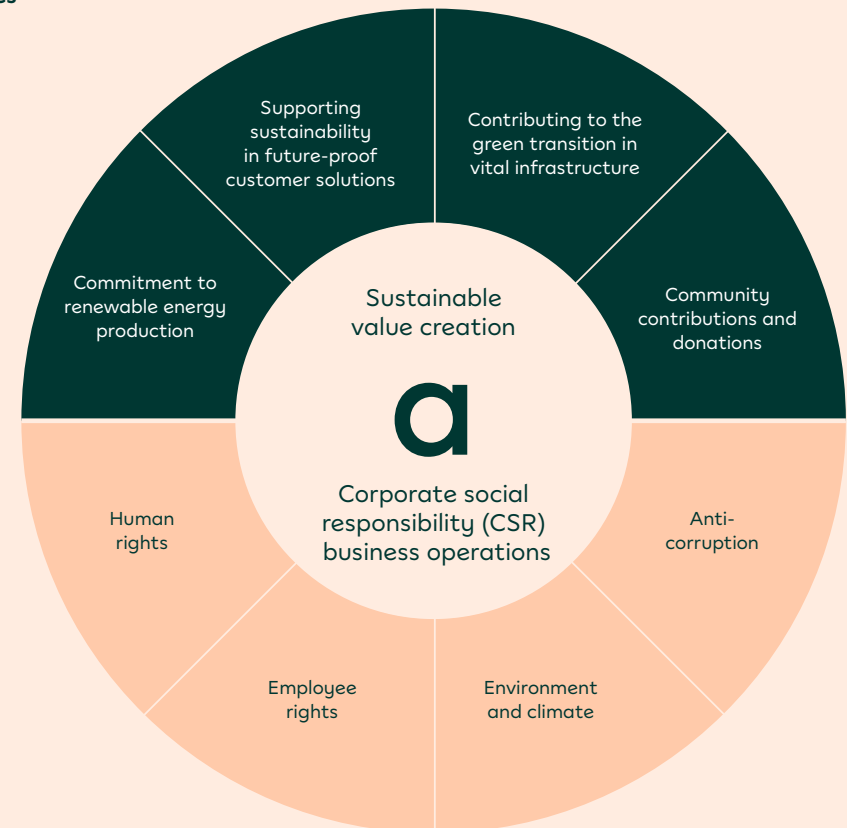 Supporting
sustainability
in future-proof
customer solutions
Contributing to the
green transition in
vital infrastructure
Commitment to
renewable energy
production
Community
contributions and
donations
Sustainable
value creation
a
Corporate social
responsibility (CSR)
business operations
Human
rights
Anti-
corruption
Employee
rights
Environment
and climate